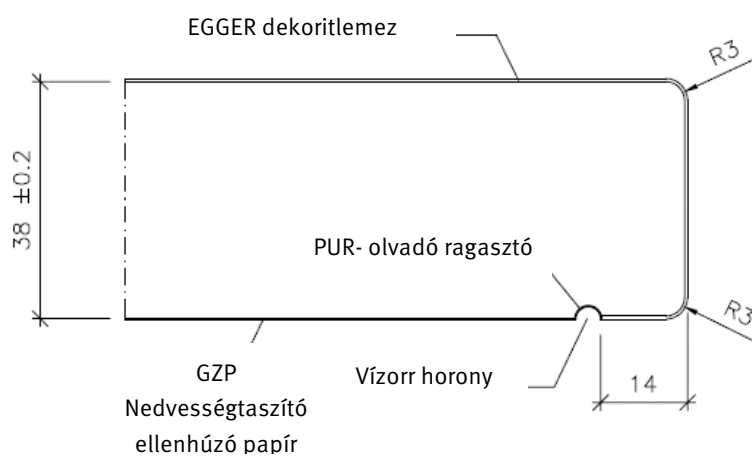 EGGER dekoritlemez
R3
38 ±0.2
PUR- olvadó ragasztó
R3
GZP
Nedvességtaszító
ellenhúzó papír
Vízorr horony
14